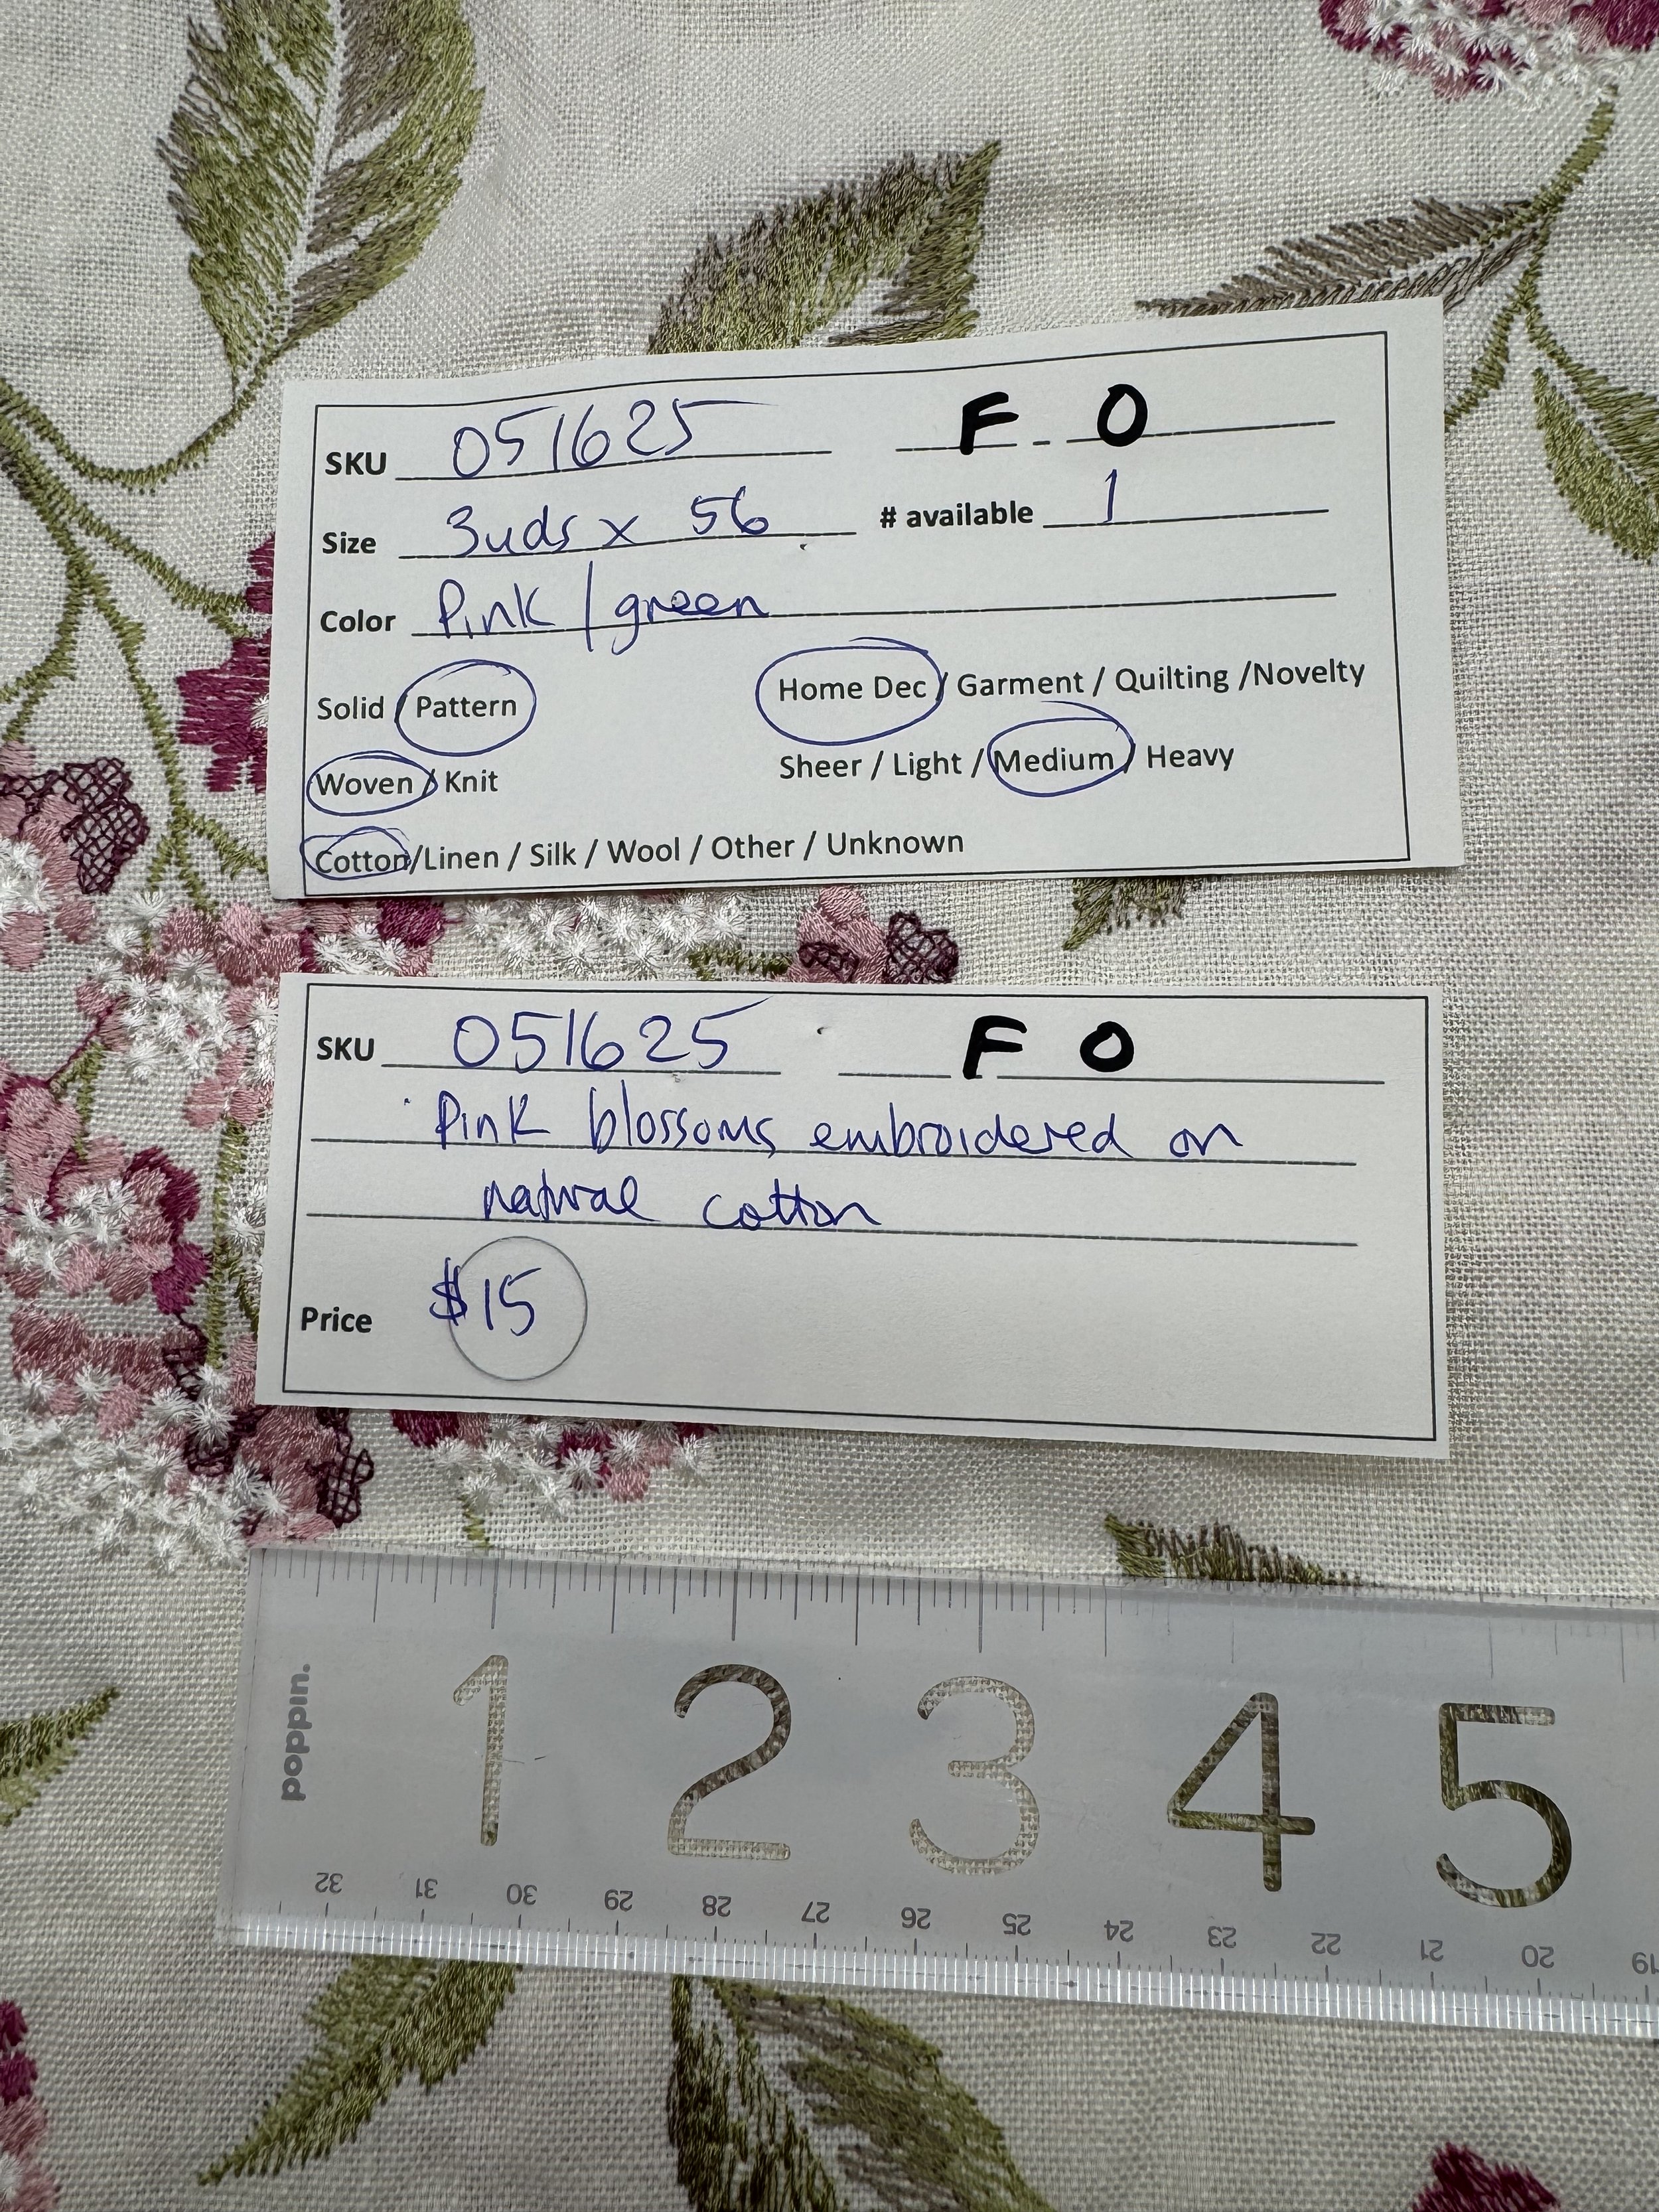 SKU 051625 F - O
Size 3yds x 56 # available 1
Color Pink / green
Solid / Pattern Home Dec / Garment / Quilting /Novelty
Woven / Knit Sheer / Light / Medium / Heavy
Cotton/Linen / Silk / Wool / Other / Unknown
SKU 051625 F O
Pink blossoms embroidered on
natural cotton
Price $15
poppin.
1 2 3 4 5
32 31 30 29 28 27 26 25 24 23 22 21 20 19